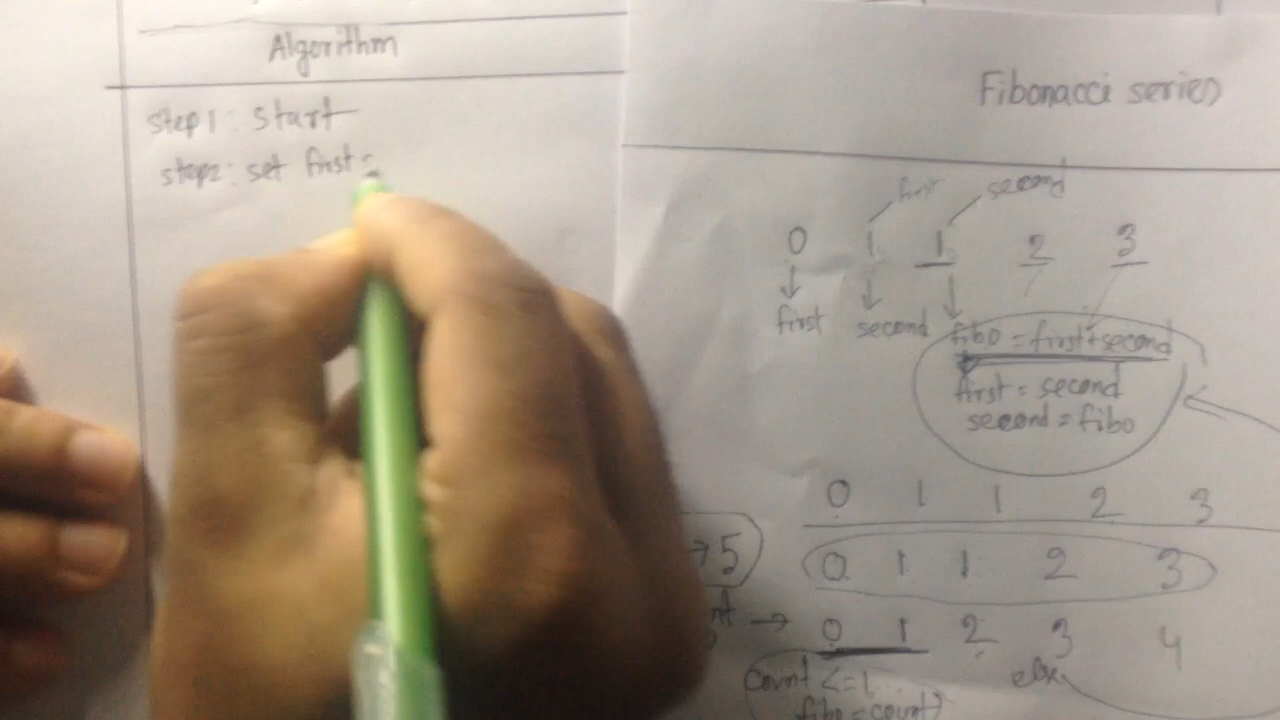 Algorithm
step1: start
step2: set first =
Fibonacci series
first second
0 1 1 2 3
first second fibo = first+second
first = second
second = fibo
0 1 1 2 3
→5 0 1 1 2 3
→ 0 1 2 3 4
count <=1 else
fibo=count